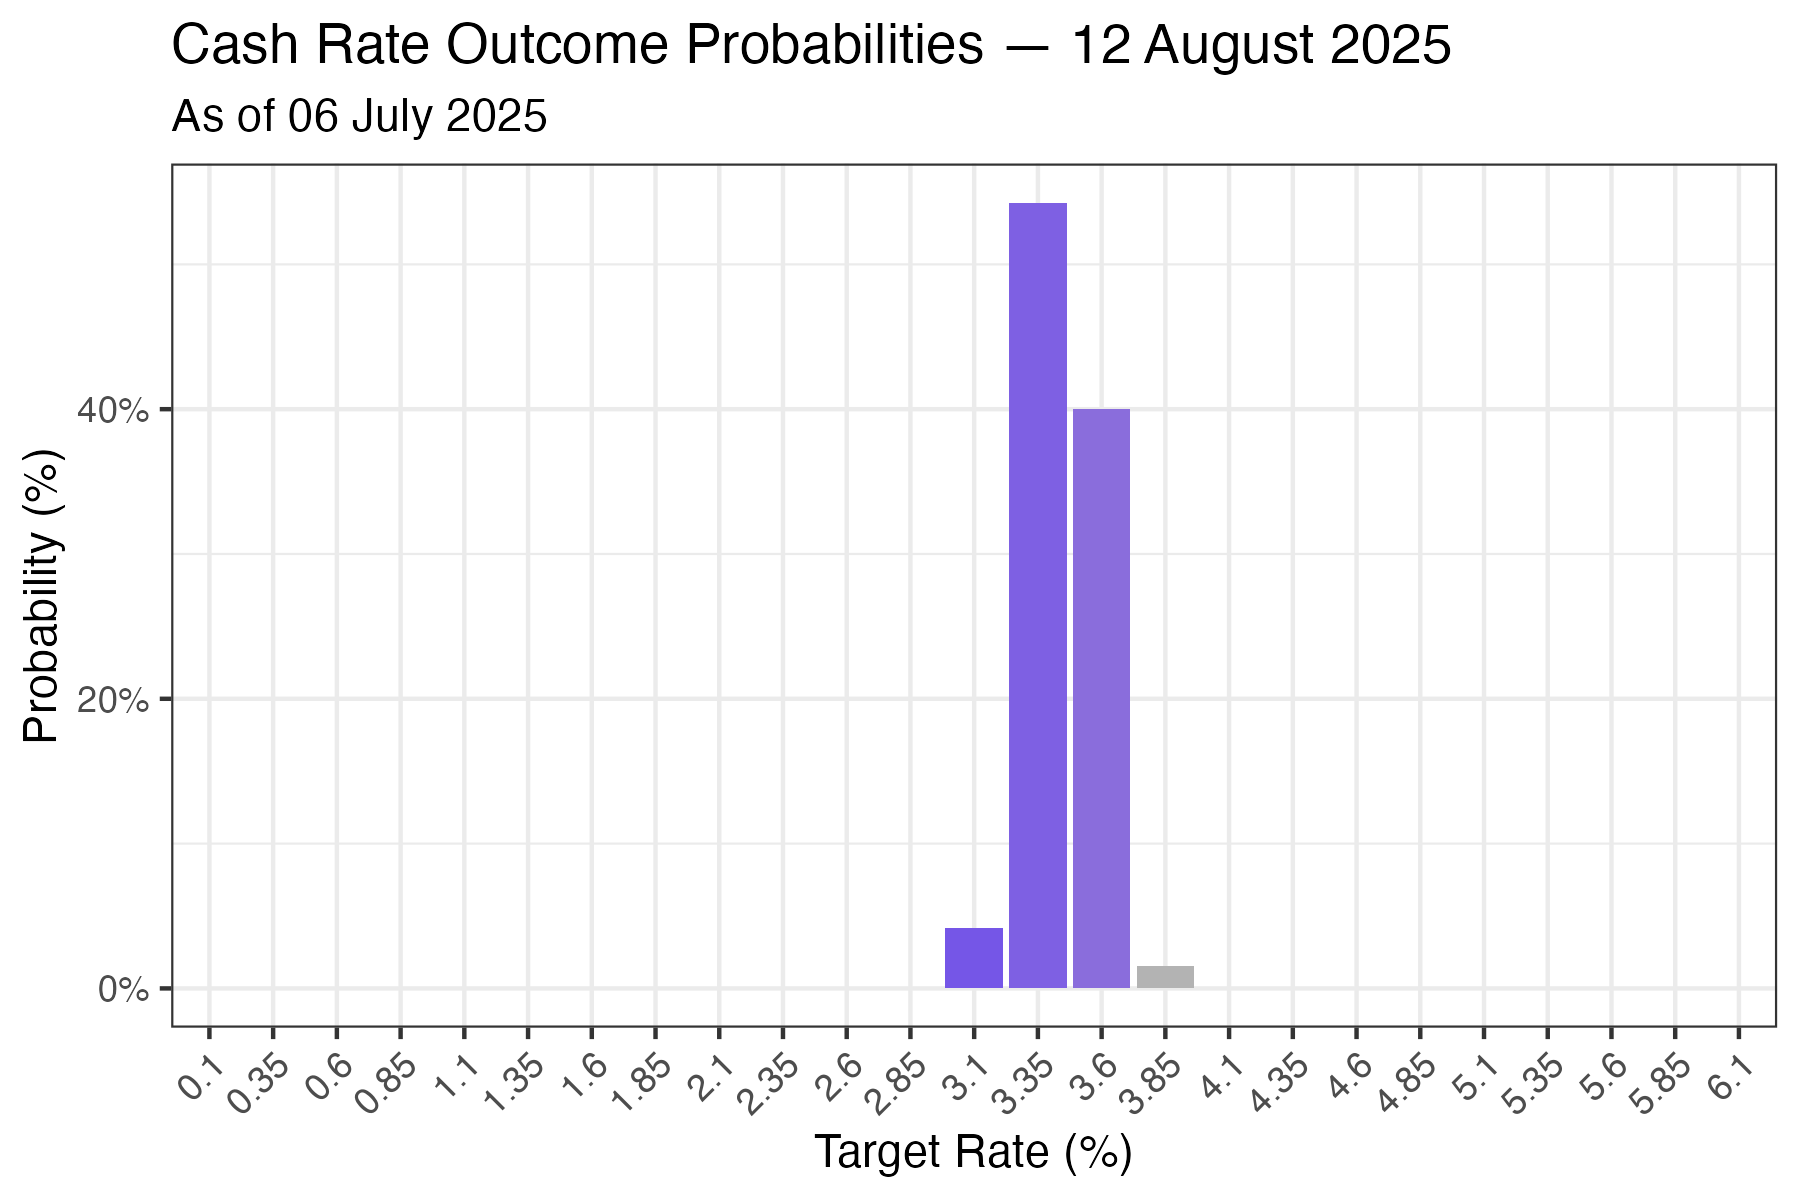 Cash Rate Outcome Probabilities — 12 August 2025
As of 06 July 2025
Probability (%)
40%
20%
0%
0.1 0.35 0.6 0.85 1.1 1.35 1.6 1.85 2.1 2.35 2.6 2.85 3.1 3.35 3.6 3.85 4.1 4.35 4.6 4.85 5.1 5.35 5.6 5.85 6.1
Target Rate (%)